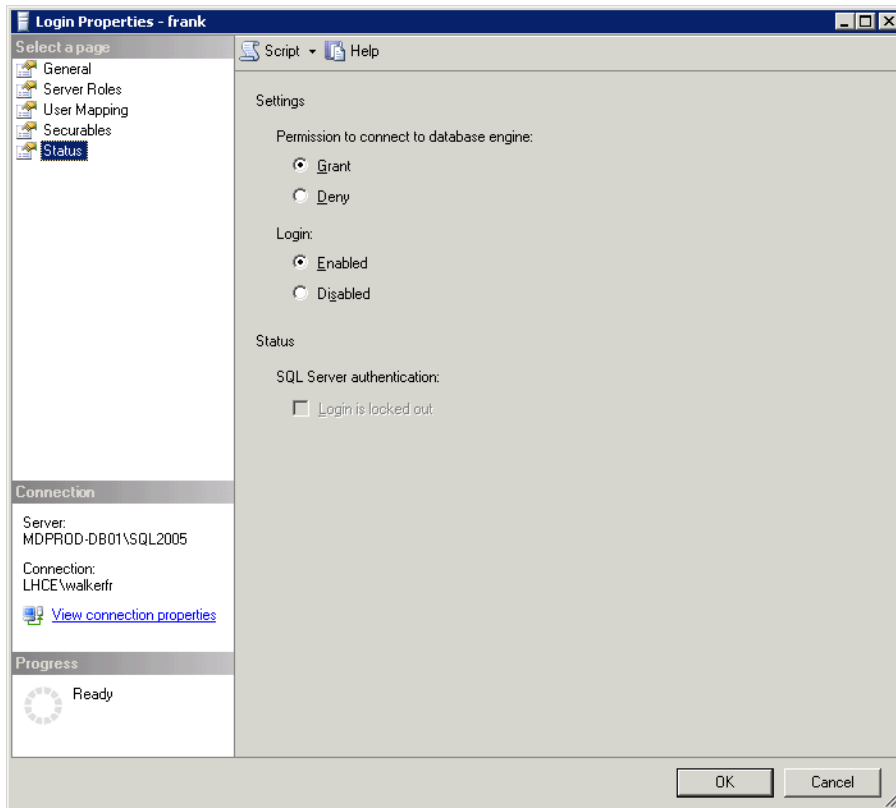 Login Properties - frank
Select a page
General
Server Roles
User Mapping
Securables
Status
Script
Help
Settings
Permission to connect to database engine:
Grant
Deny
Login:
Enabled
Disabled
Status
SQL Server authentication:
Login is locked out
Connection
Server:
MDPROD-DB01\SQL2005
Connection:
LHCE\walkerfr
View connection properties
Progress
Ready
OK
Cancel